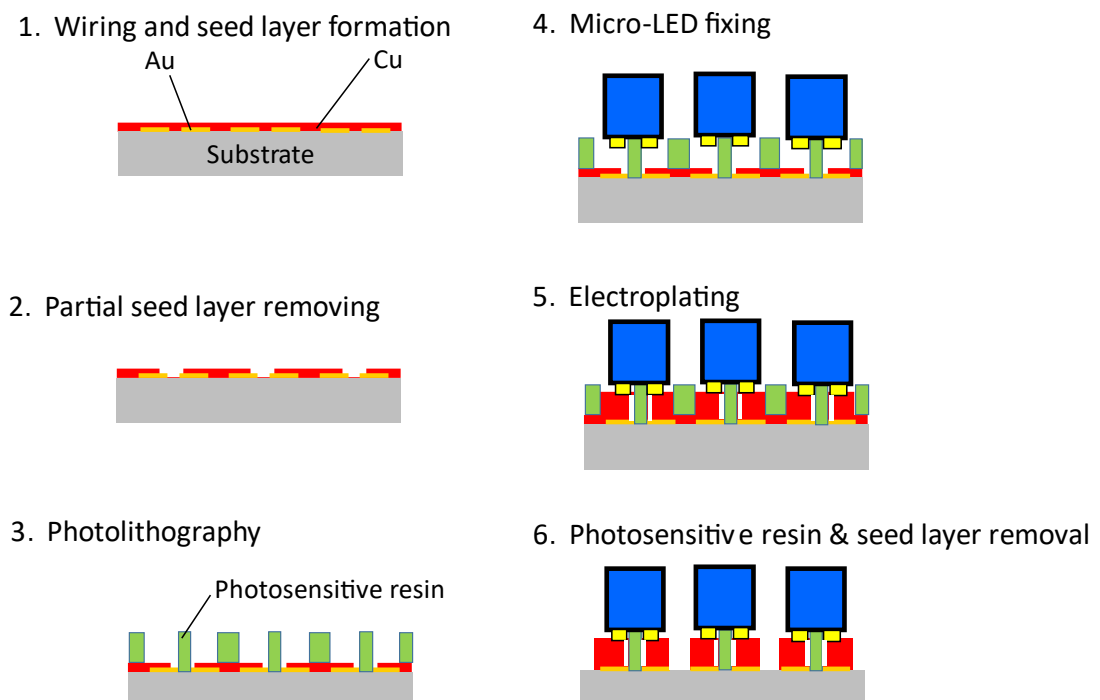 1. Wiring and seed layer formation
Au
Cu
Substrate
2. Partial seed layer removing
3. Photolithography
Photosensitive resin
4. Micro-LED fixing
5. Electroplating
6. Photosensitive resin & seed layer removal